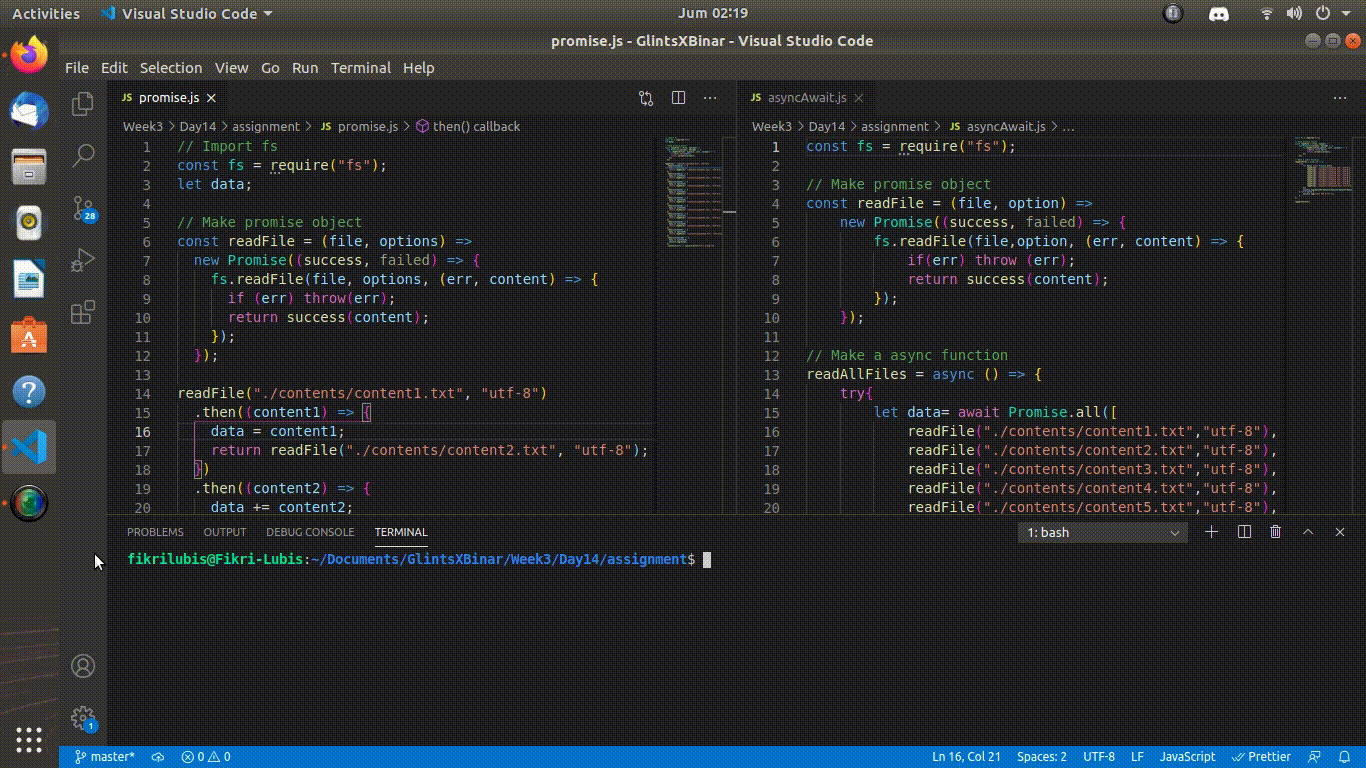 Activities
Visual Studio Code
Jum 02:19
promise.js - GlintsXBinar - Visual Studio Code
File Edit Selection View Go Run Terminal Help
28
1
JS promise.js
Week3 > Day14 > assignment > JS promise.js > then() callback
1 // Import fs
2 const fs = require("fs");
3 let data;
4
5 // Make promise object
6 const readFile = (file, options) =>
7 new Promise((success, failed) => {
8 fs.readFile(file, options, (err, content) => {
9 if (err) throw(err);
10 return success(content);
11 });
12 });
13
14 readFile("./contents/content1.txt", "utf-8")
15 .then((content1) => {
16 data = content1;
17 return readFile("./contents/content2.txt", "utf-8");
18 })
19 .then((content2) => {
20 data += content2;
JS asyncAwait.js
Week3 > Day14 > assignment > JS asyncAwait.js > ...
1 const fs = require("fs");
2
3 // Make promise object
4 const readFile = (file, option) =>
5 new Promise((success, failed) => {
6 fs.readFile(file,option, (err, content) => {
7 if(err) throw (err);
8 return success(content);
9 });
10 });
11
12 // Make a async function
13 readAllFiles = async () => {
14 try{
15 let data= await Promise.all([
16 readFile("./contents/content1.txt","utf-8"),
17 readFile("./contents/content2.txt","utf-8"),
18 readFile("./contents/content3.txt","utf-8"),
19 readFile("./contents/content4.txt","utf-8"),
20 readFile("./contents/content5.txt","utf-8"),
PROBLEMS OUTPUT DEBUG CONSOLE TERMINAL
1: bash
fikrilubis@Fikri-Lubis:~/Documents/GlintsXBinar/Week3/Day14/assignment$
master* 0 0
Ln 16, Col 21 Spaces: 2 UTF-8 LF JavaScript Prettier